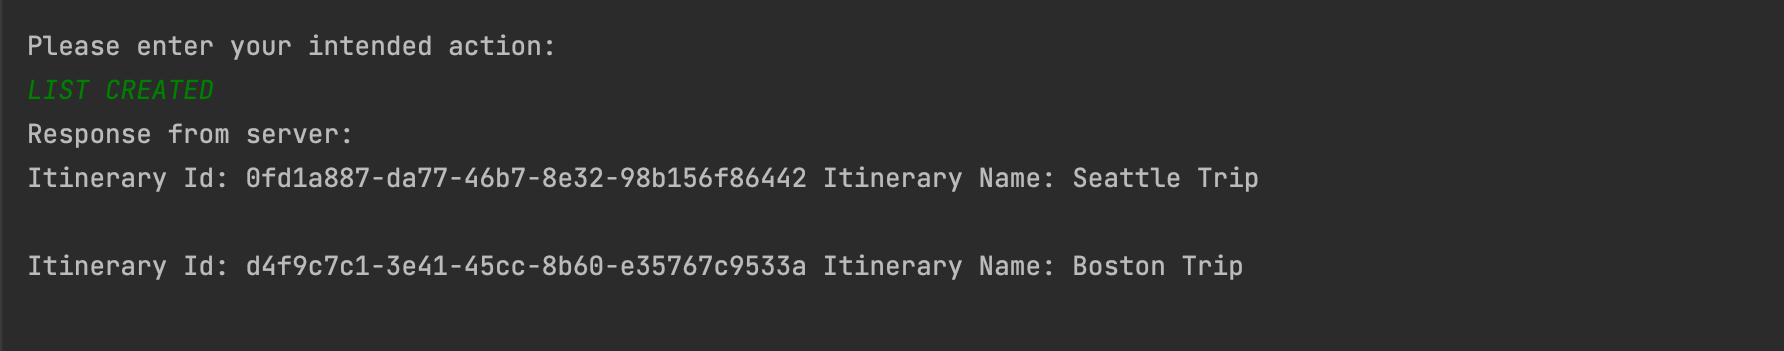 Please enter your intended action:
LIST CREATED
Response from server:
Itinerary Id: 0fd1a887-da77-46b7-8e32-98b156f86442 Itinerary Name: Seattle Trip
Itinerary Id: d4f9c7c1-3e41-45cc-8b60-e35767c9533a Itinerary Name: Boston Trip